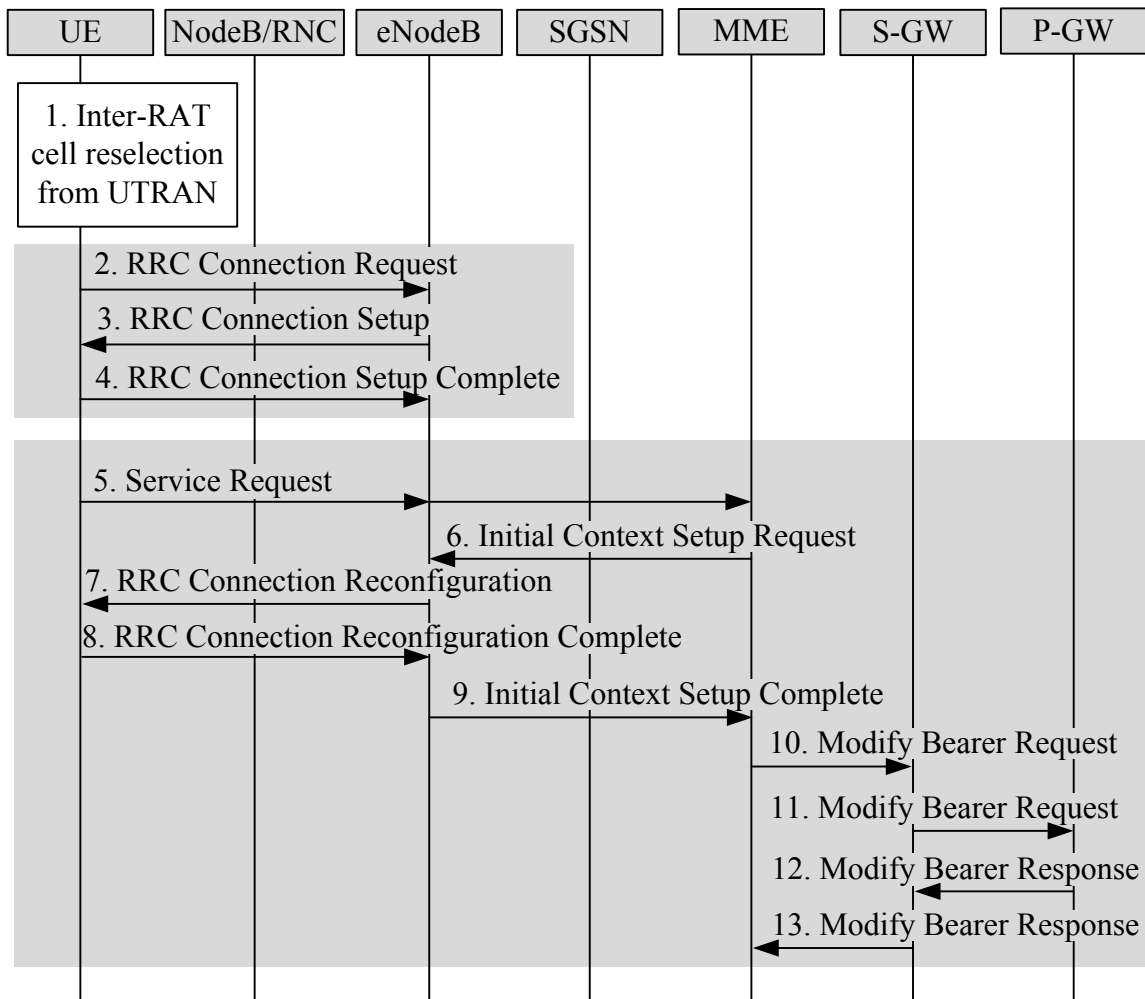 UE NodeB/RNC eNodeB SGSN MME S-GW P-GW
1. Inter-RAT
cell reselection
from UTRAN
2. RRC Connection Request
3. RRC Connection Setup
4. RRC Connection Setup Complete
5. Service Request
6. Initial Context Setup Request
7. RRC Connection Reconfiguration
8. RRC Connection Reconfiguration Complete
9. Initial Context Setup Complete
10. Modify Bearer Request
11. Modify Bearer Request
12. Modify Bearer Response
13. Modify Bearer Response